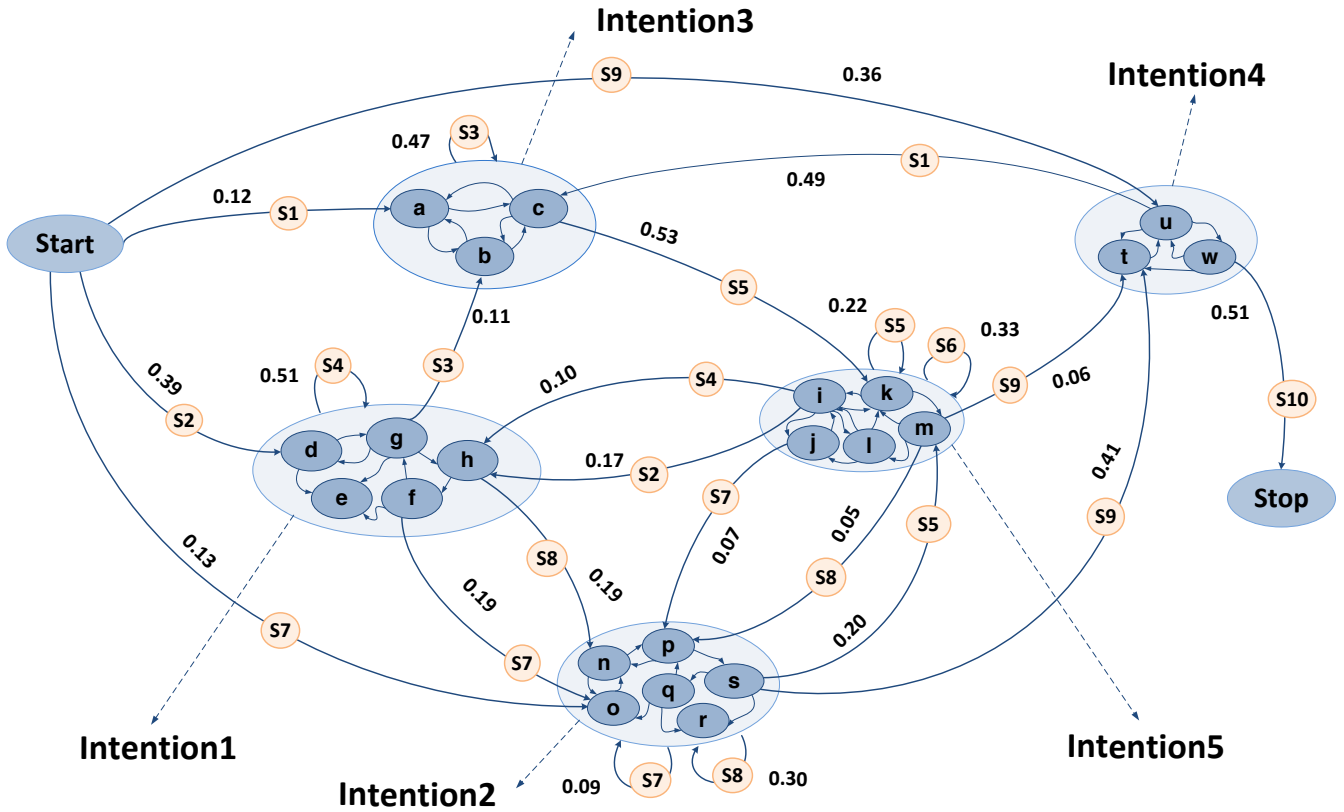 Intention3
S9
0.36
Intention4
0.47
S3
S1
0.49
0.12
S1
a
c
u
Start
0.53
b
t
w
S5
0.22
S5
0.33
S6
0.51
0.11
S3
0.51
S4
0.10
S4
S9
0.06
0.39
S2
i
k
S10
d
g
h
j
l
m
0.17
S2
0.41
e
f
S7
S5
S9
Stop
0.13
S8
0.07
0.05
0.19
0.19
S8
S7
0.20
S7
n
p
q
s
o
r
Intention1
Intention5
0.09
S7
S8
0.30
Intention2